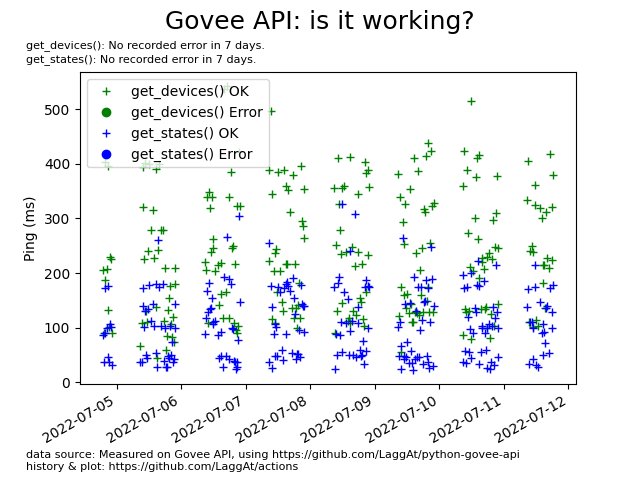 Govee API: is it working?
get_devices(): No recorded error in 7 days.
get_states(): No recorded error in 7 days.
get_devices() OK
get_devices() Error
get_states() OK
get_states() Error
Ping (ms)
500
400
300
200
100
0
2022-07-05
2022-07-06
2022-07-07
2022-07-08
2022-07-09
2022-07-10
2022-07-11
2022-07-12
data source: Measured on Govee API, using https://github.com/LaggAt/python-govee-api
history & plot: https://github.com/LaggAt/actions